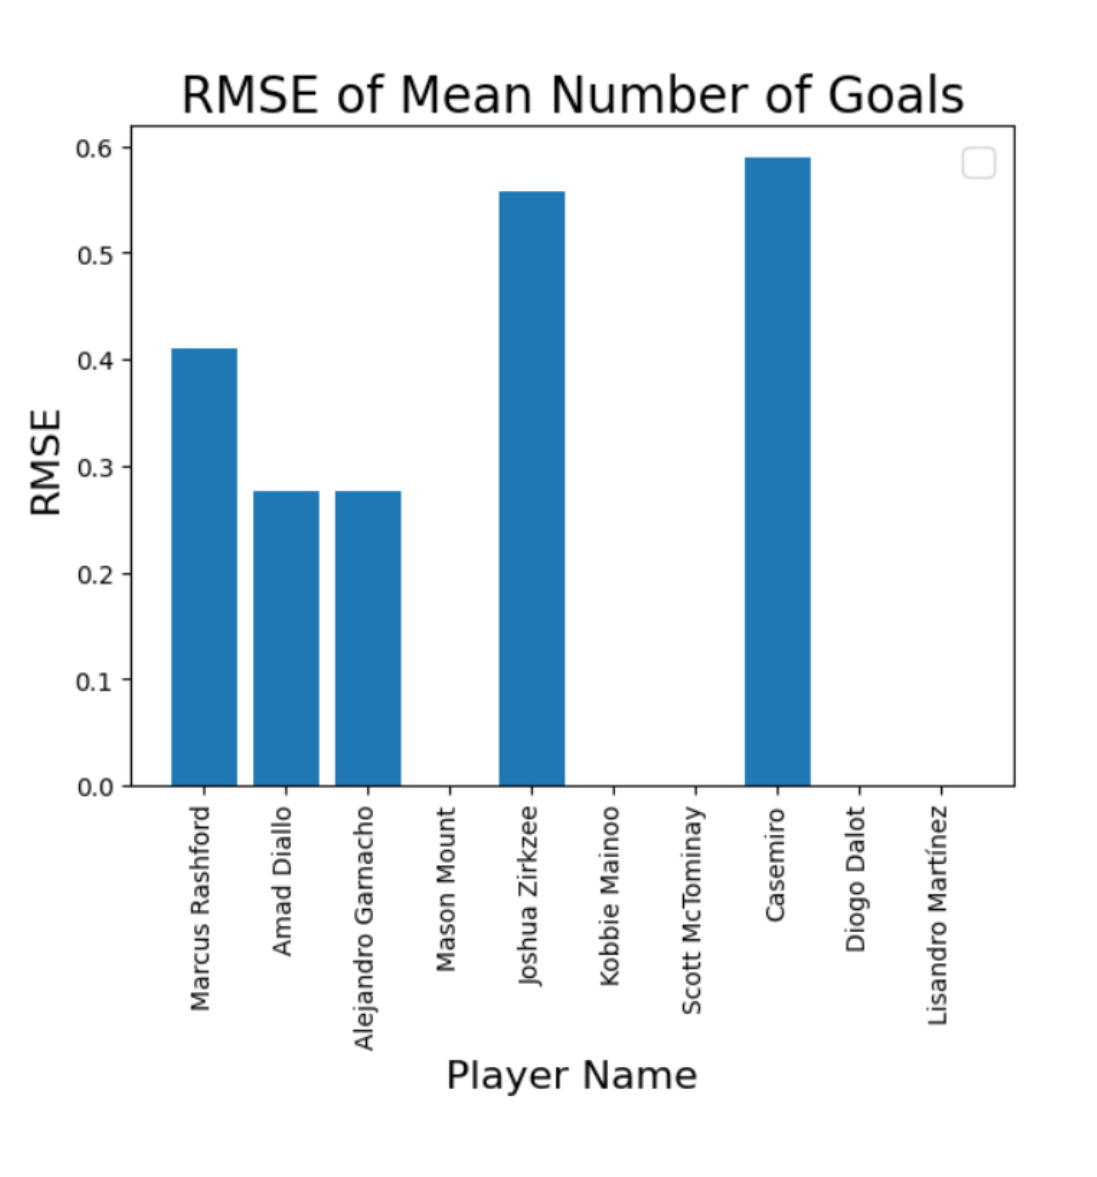 RMSE of Mean Number of Goals
RMSE
0.6
0.5
0.4
0.3
0.2
0.1
0.0
Marcus Rashford
Amad Diallo
Alejandro Garnacho
Mason Mount
Joshua Zirkzee
Kobbie Mainoo
Scott McTominay
Casemiro
Diogo Dalot
Lisandro Martínez
Player Name